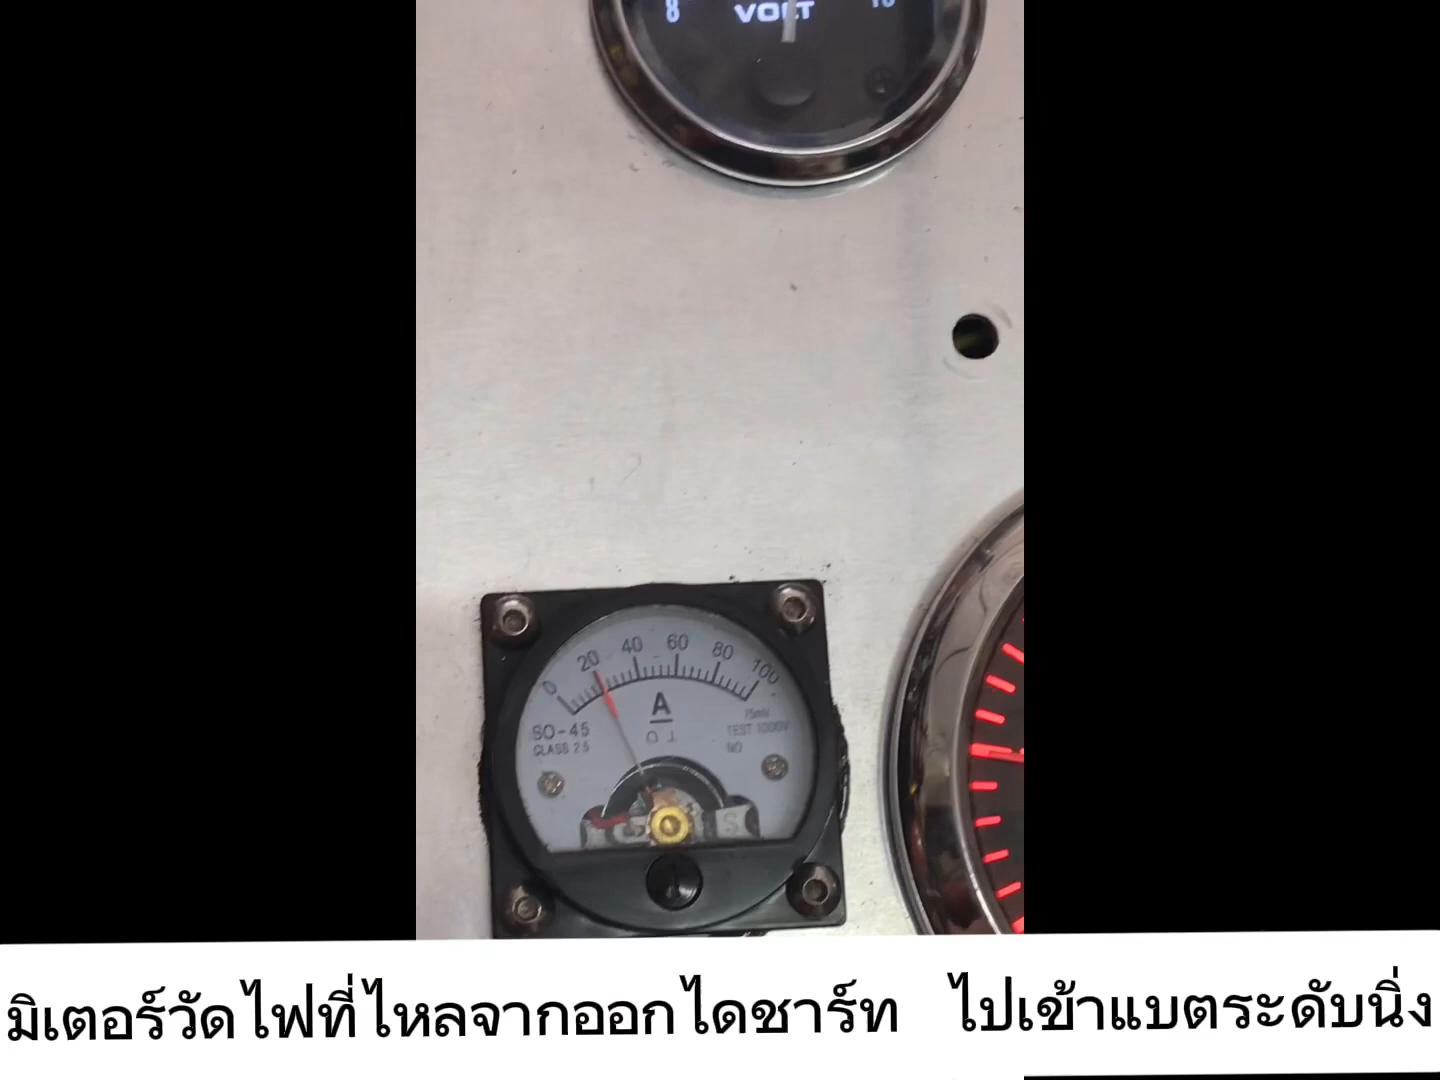 8 VOLT
0 20 40 60 80 100
A
SO-45
CLASS 2.5
75mV
TEST 1000V
NO
S
มิเตอร์วัดไฟที่ไหลจากออกไดชาร์ท ไปเข้าแบตระดับนิ่ง